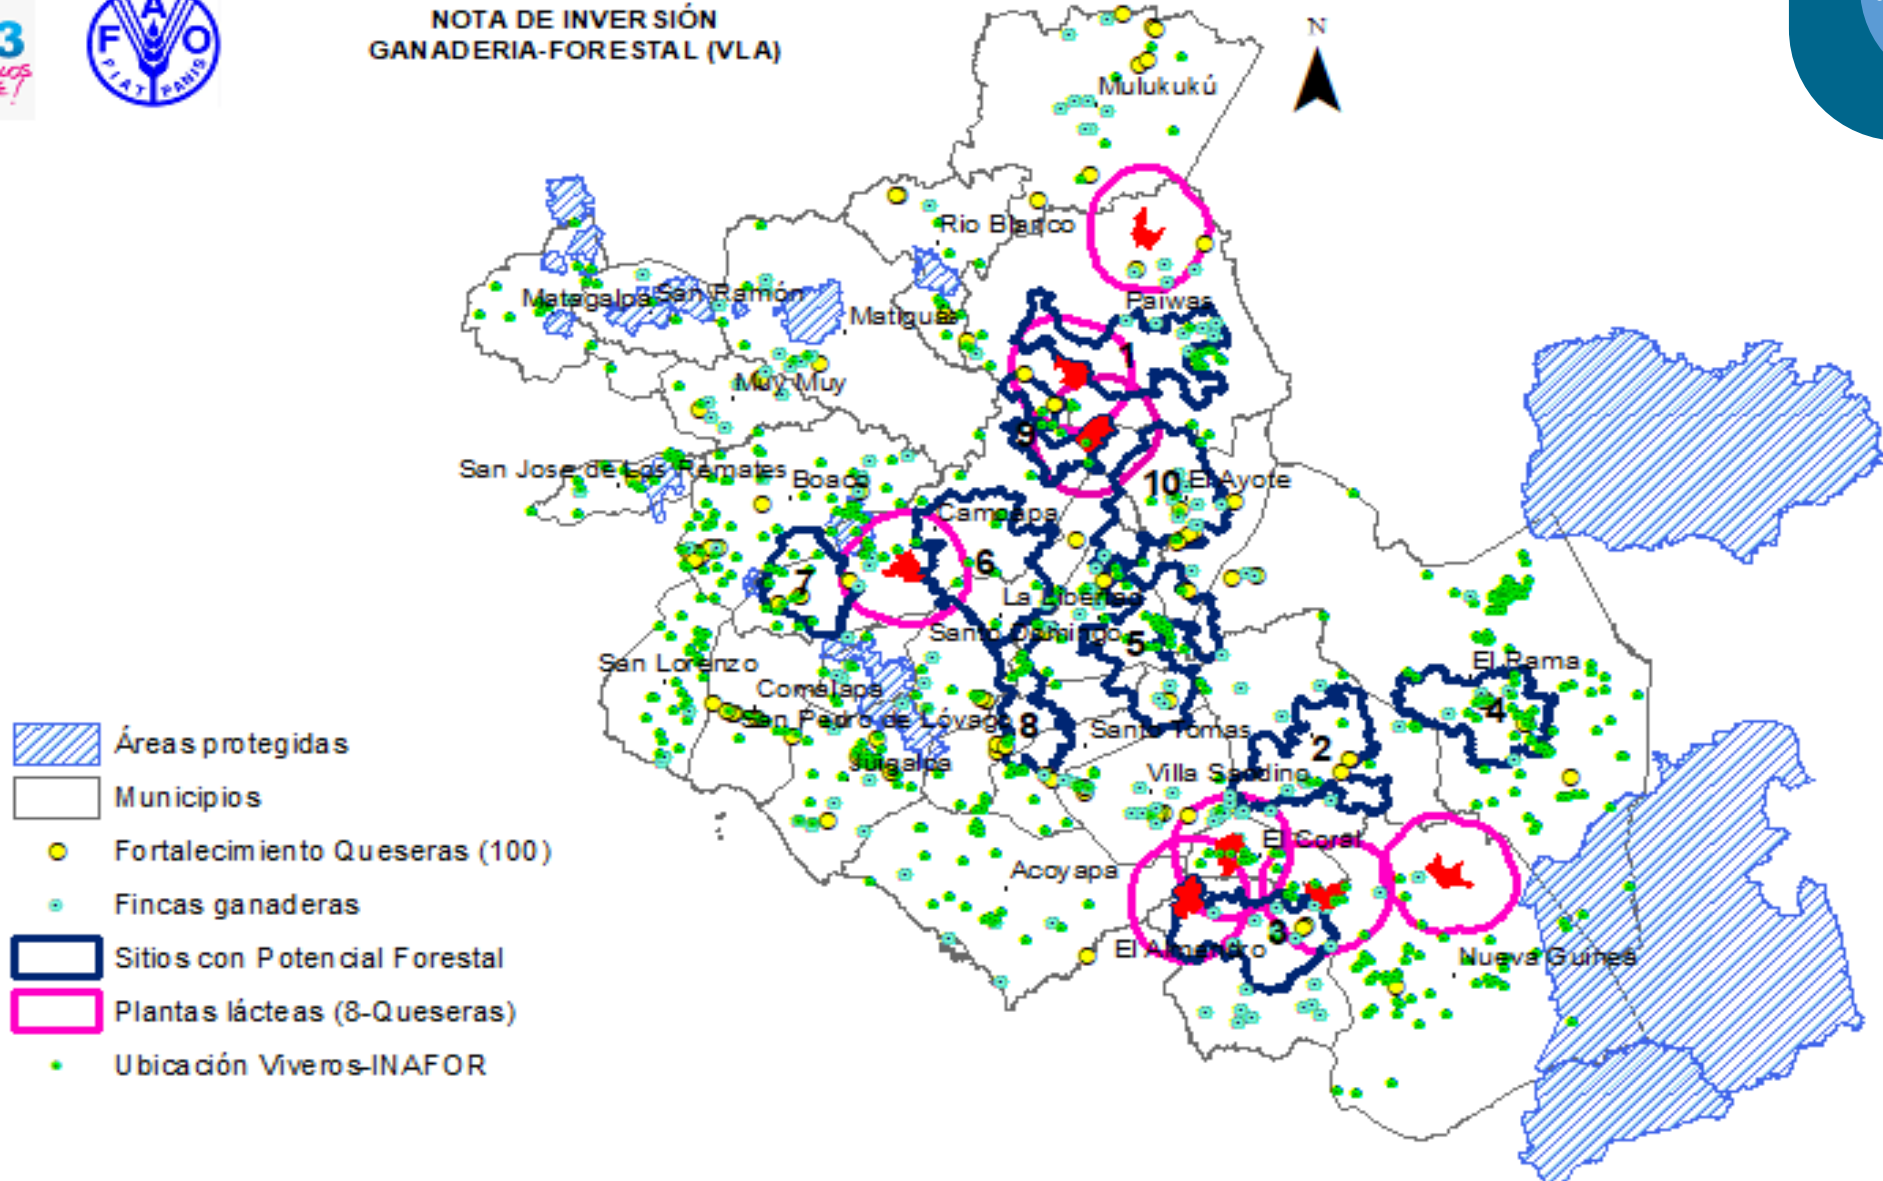 3
FAO
FIAT PANIS
NOTA DE INVERSIÓN
GANADERIA-FORESTAL (VLA)
N
Mulukukú
Rio Blanco
Matagalpa
San Ramón
Matiguas
Paiwas
1
Muy Muy
9
San Jose de Los Remates
Boaco
10
El Ayote
Camoapa
6
7
La Libertad
Santo Domingo
5
San Lorenzo
El Rama
Comalapa
4
San Pedro de Lóvago
8
Santo Tomas
2
Juigalpa
Villa Sandino
El Coral
Acoyapa
3
El Almendro
Nueva Guinea
Áreas protegidas
Municipios
Fortalecimiento Queseras (100)
Fincas ganaderas
Sitios con Potencial Forestal
Plantas lácteas (8-Queseras)
Ubicación Viveros-INAFOR